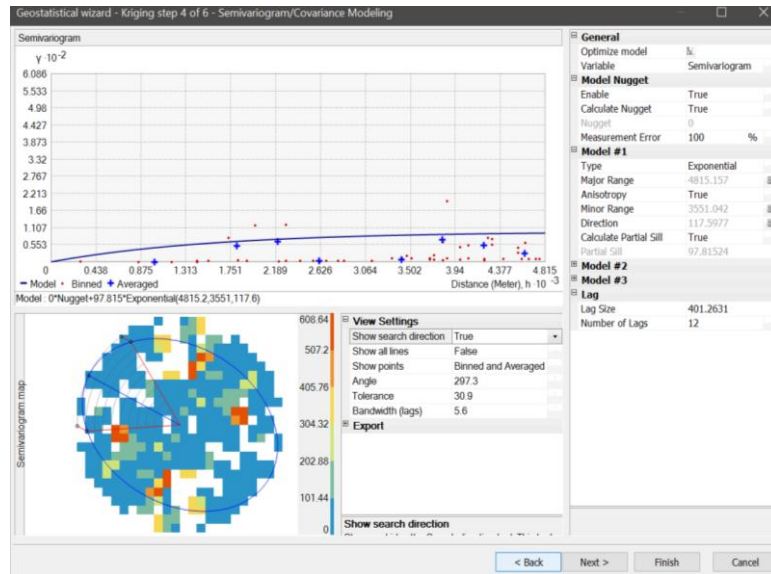 Geostatistical wizard - Kriging step 4 of 6 - Semivariogram/Covariance Modeling
Semivariogram
γ ·10⁻²
6.086
5.533
4.98
4.427
3.873
3.32
2.767
2.213
1.66
1.107
0.553
0 0.438 0.875 1.313 1.751 2.189 2.626 3.064 3.502 3.94 4.377 4.815
Model Binned Averaged Distance (Meter), h ·10⁻³
Model : 0*Nugget+97.815*Exponential(4815.2,3551,117.6)
Semivariogram map
608.64
507.2
405.76
304.32
202.88
101.44
0
View Settings
Show search direction True
Show all lines False
Show points Binned and Averaged
Angle 297.3
Tolerance 30.9
Bandwidth (lags) 5.6
Export
Show search direction
General
Optimize model
Variable Semivariogram
Model Nugget
Enable True
Calculate Nugget True
Nugget 0
Measurement Error 100 %
Model #1
Type Exponential
Major Range 4815.157
Anisotropy True
Minor Range 3551.042
Direction 117.5977
Calculate Partial Sill True
Partial Sill 97.81524
Model #2
Model #3
Lag
Lag Size 401.2631
Number of Lags 12
< Back Next > Finish Cancel